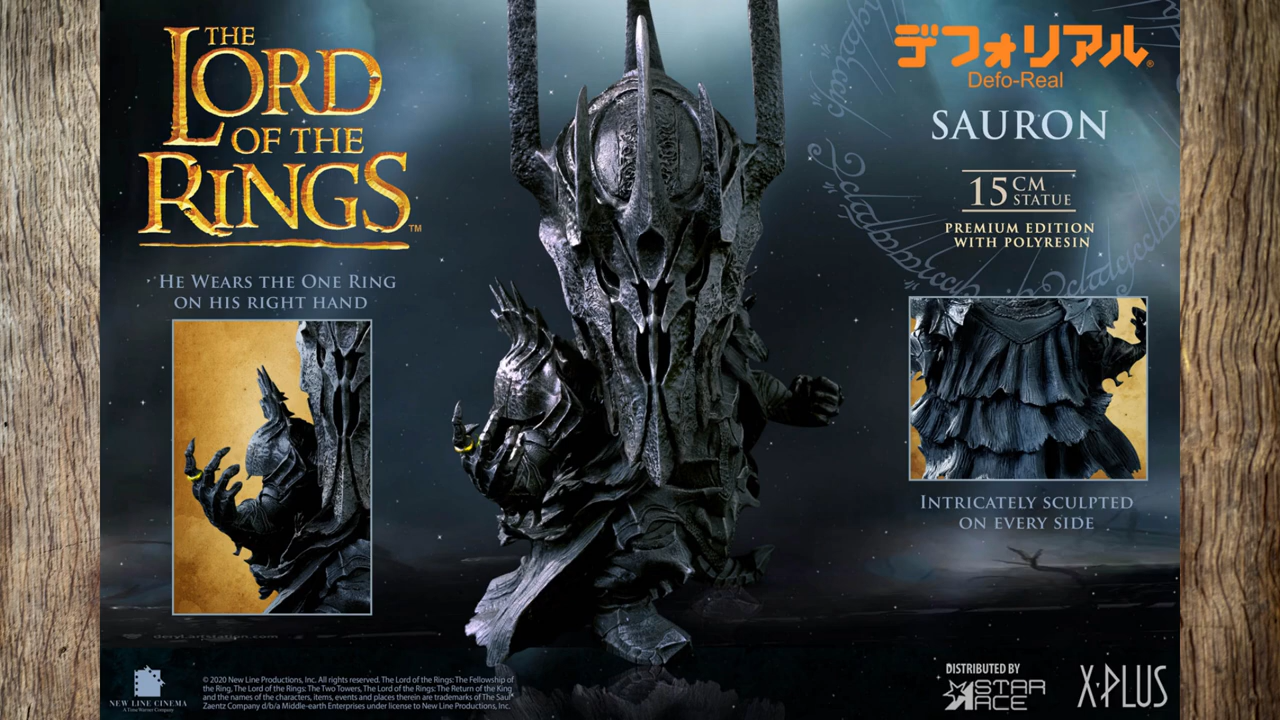 THE
LORD
OF THE
RINGS™
HE WEARS THE ONE RING
ON HIS RIGHT HAND
デフォリアル®
Defo-Real
SAURON
15 CM
STATUE
PREMIUM EDITION
WITH POLYRESIN
INTRICATELY SCULPTED
ON EVERY SIDE
NEW LINE CINEMA
A Time Warner Company
© 2020 New Line Productions, Inc. All rights reserved. The Lord of the Rings: The Fellowship of
the Ring, The Lord of the Rings: The Two Towers, The Lord of the Rings: The Return of the King
and the names of the characters, items, events and places therein are trademarks of The Saul
Zaentz Company d/b/a Middle-earth Enterprises under license to New Line Productions, Inc.
DISTRIBUTED BY
STAR
ACE
X·PLUS